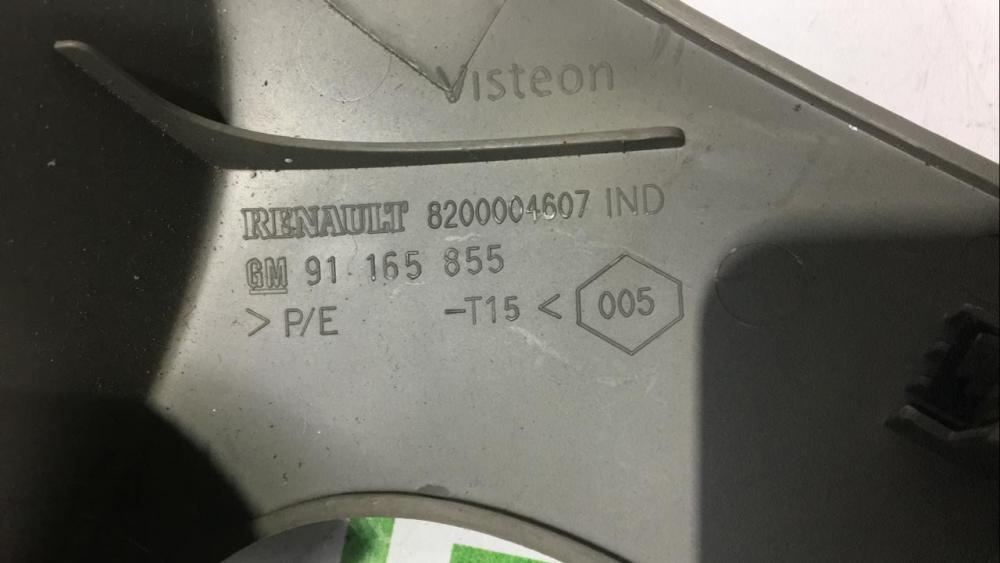 Visteon
RENAULT 8200004607 IND
GM 91 165 855
> P/E -T15 < 005